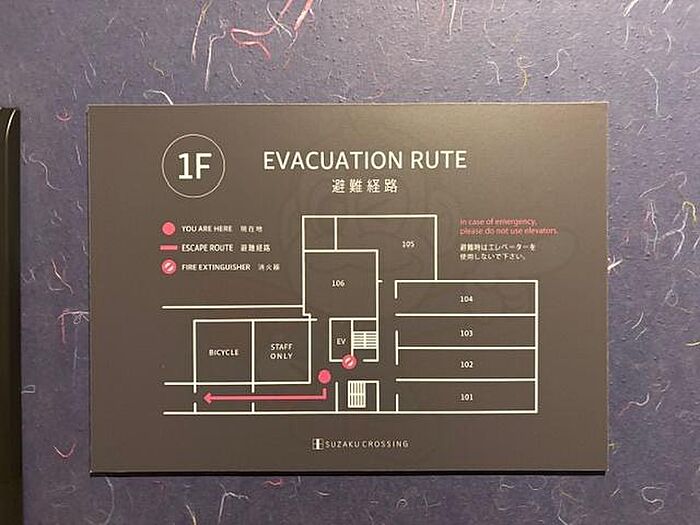 1F
EVACUATION RUTE
避難経路
YOU ARE HERE 現在地
ESCAPE ROUTE 避難経路
FIRE EXTINGUISHER 消火器
In case of emergency,
please do not use elevators.
避難時はエレベーターを
使用しないで下さい。
105
106
104
103
102
101
EV
BICYCLE
STAFF
ONLY
SUZAKU CROSSING